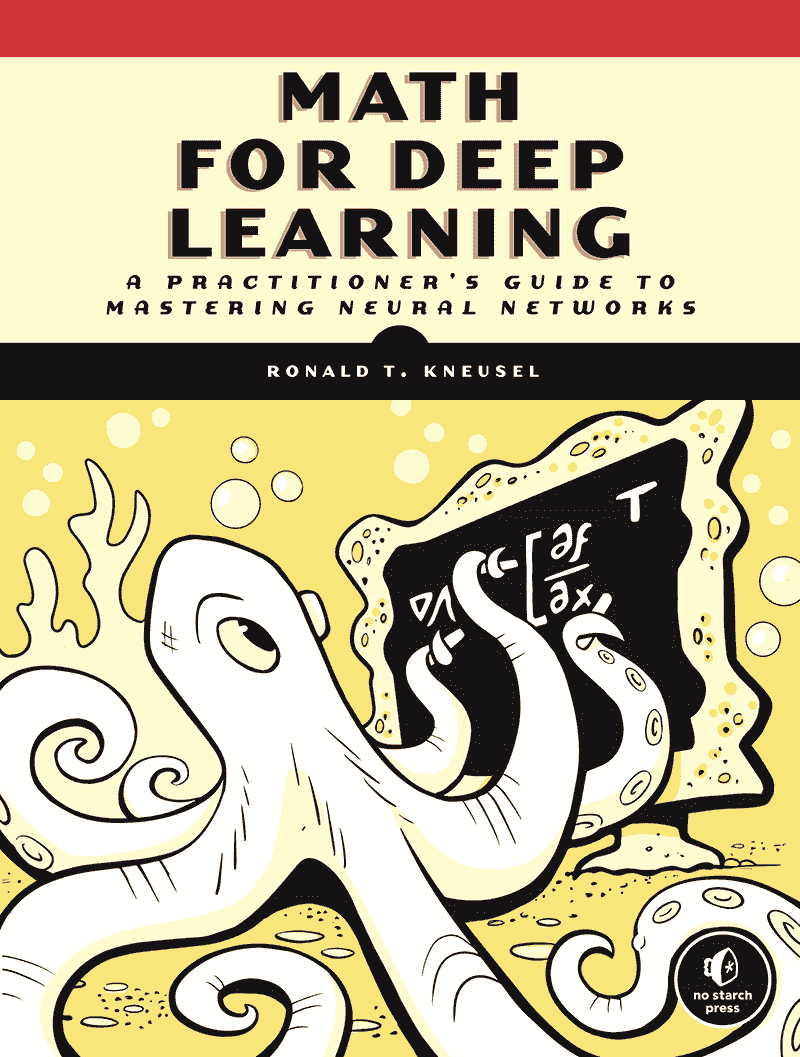 MATH
FOR DEEP
LEARNING
A PRACTITIONER'S GUIDE TO
MASTERING NEURAL NETWORKS
RONALD T. KNEUSEL
T
[∂f
∂x
no starch
press